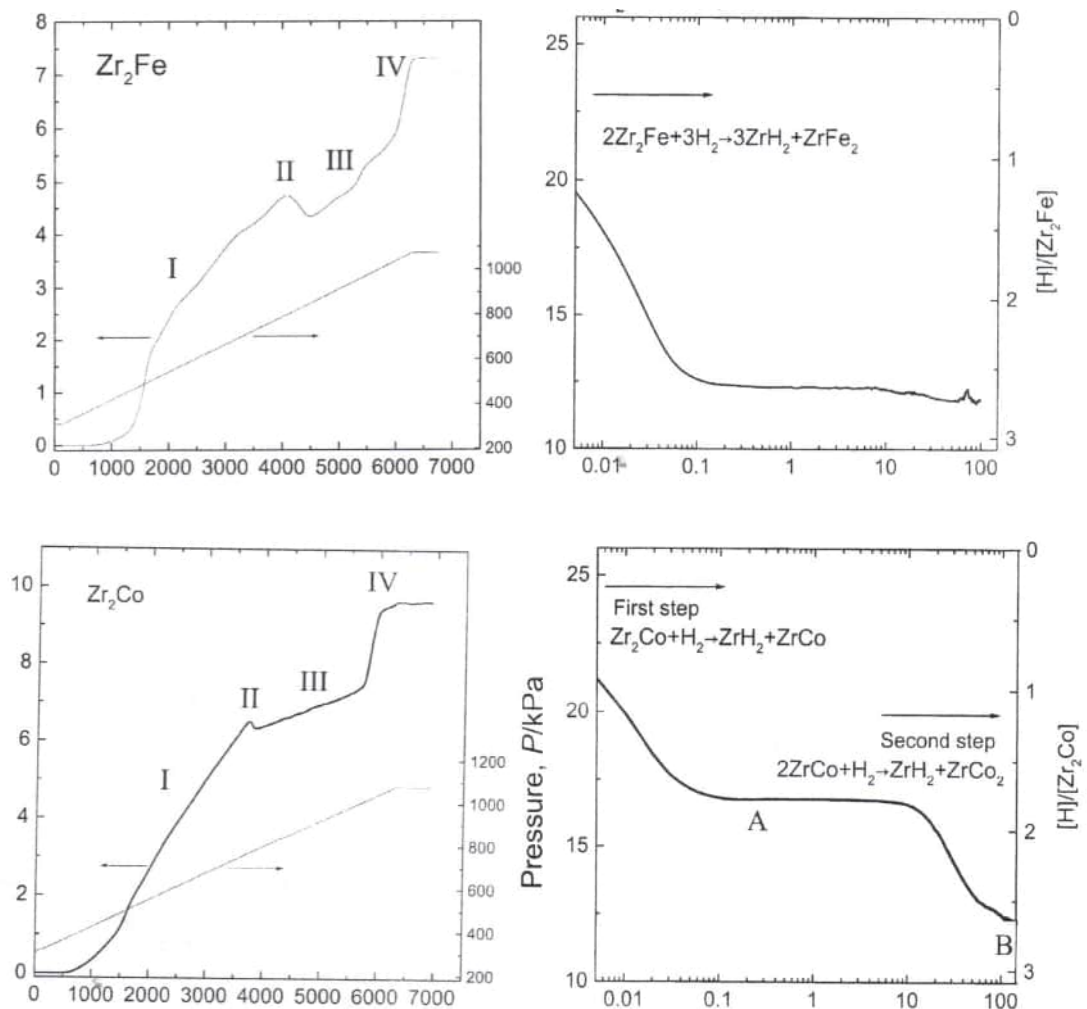 8
7
6
5
4
3
2
1
0
Zr₂Fe
I
II
III
IV
1000
800
600
400
200
0 1000 2000 3000 4000 5000 6000 7000
25
20
15
10
2Zr₂Fe+3H₂→3ZrH₂+ZrFe₂
0
1
2
3
[H]/[Zr₂Fe]
0.01 0.1 1 10 100
10
8
6
4
2
0
Zr₂Co
I
II
III
IV
1200
1000
800
600
400
200
0 1000 2000 3000 4000 5000 6000 7000
Pressure, P/kPa
25
20
15
10
First step
Zr₂Co+H₂→ZrH₂+ZrCo
Second step
2ZrCo+H₂→ZrH₂+ZrCo₂
A
B
0
1
2
3
[H]/[Zr₂Co]
0.01 0.1 1 10 100